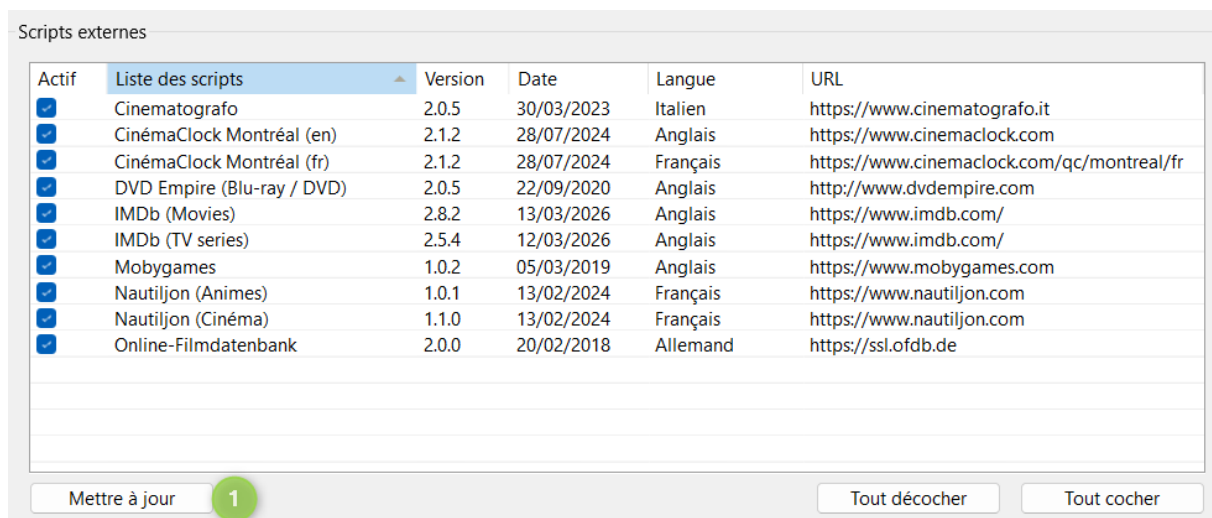 Scripts externes
Actif Liste des scripts Version Date Langue URL
Cinematografo 2.0.5 30/03/2023 Italien https://www.cinematografo.it
CinémaClock Montréal (en) 2.1.2 28/07/2024 Anglais https://www.cinemaclock.com
CinémaClock Montréal (fr) 2.1.2 28/07/2024 Français https://www.cinemaclock.com/qc/montreal/fr
DVD Empire (Blu-ray / DVD) 2.0.5 22/09/2020 Anglais http://www.dvdempire.com
IMDb (Movies) 2.8.2 13/03/2026 Anglais https://www.imdb.com/
IMDb (TV series) 2.5.4 12/03/2026 Anglais https://www.imdb.com/
Mobygames 1.0.2 05/03/2019 Anglais https://www.mobygames.com
Nautiljon (Animes) 1.0.1 13/02/2024 Français https://www.nautiljon.com
Nautiljon (Cinéma) 1.1.0 13/02/2024 Français https://www.nautiljon.com
Online-Filmdatenbank 2.0.0 20/02/2018 Allemand https://ssl.ofdb.de
Mettre à jour 1 Tout décocher Tout cocher